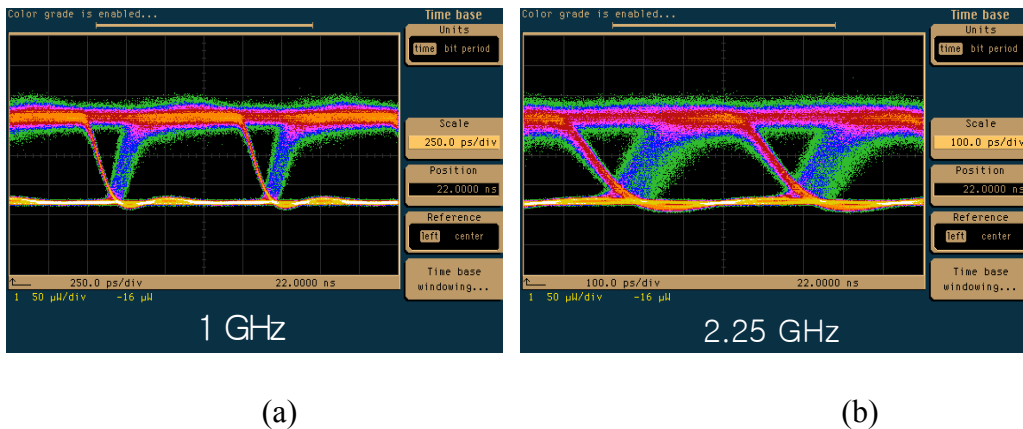 Color grade is enabled...
Time base
Units
time bit period
Scale
250.0 ps/div
Position
22.0000 ns
Reference
left center
Time base
windowing...
250.0 ps/div 22.0000 ns
1 50 μW/div -16 μW
1 GHz
(a)
Color grade is enabled...
Time base
Units
time bit period
Scale
100.0 ps/div
Position
22.0000 ns
Reference
left center
Time base
windowing...
100.0 ps/div 22.0000 ns
1 50 μW/div -16 μW
2.25 GHz
(b)